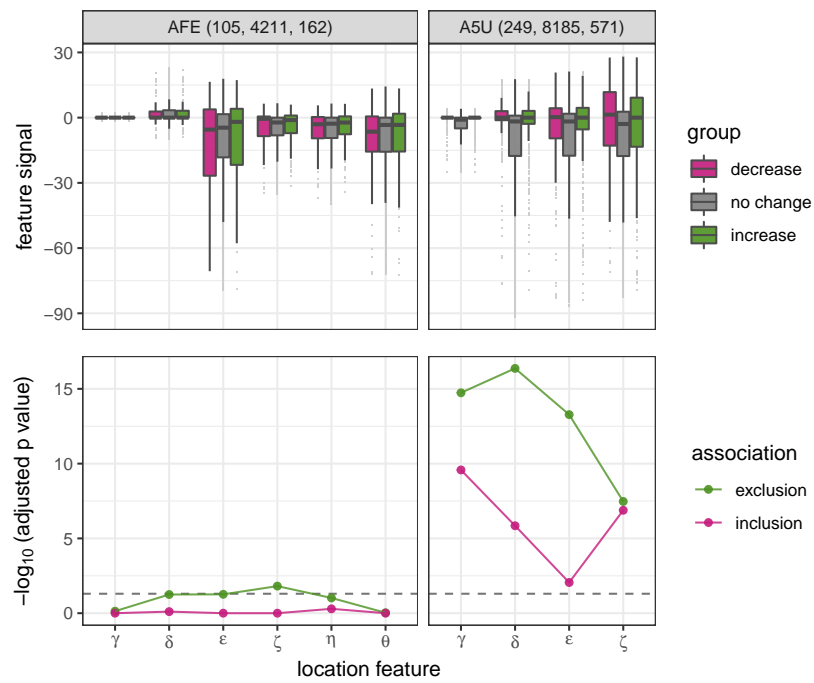 AFE (105, 4211, 162)
A5U (249, 8185, 571)
feature signal
30
0
−30
−60
−90
group
decrease
no change
increase
−log10 (adjusted p value)
15
10
5
0
association
exclusion
inclusion
γ δ ε ζ η θ
γ δ ε ζ
location feature